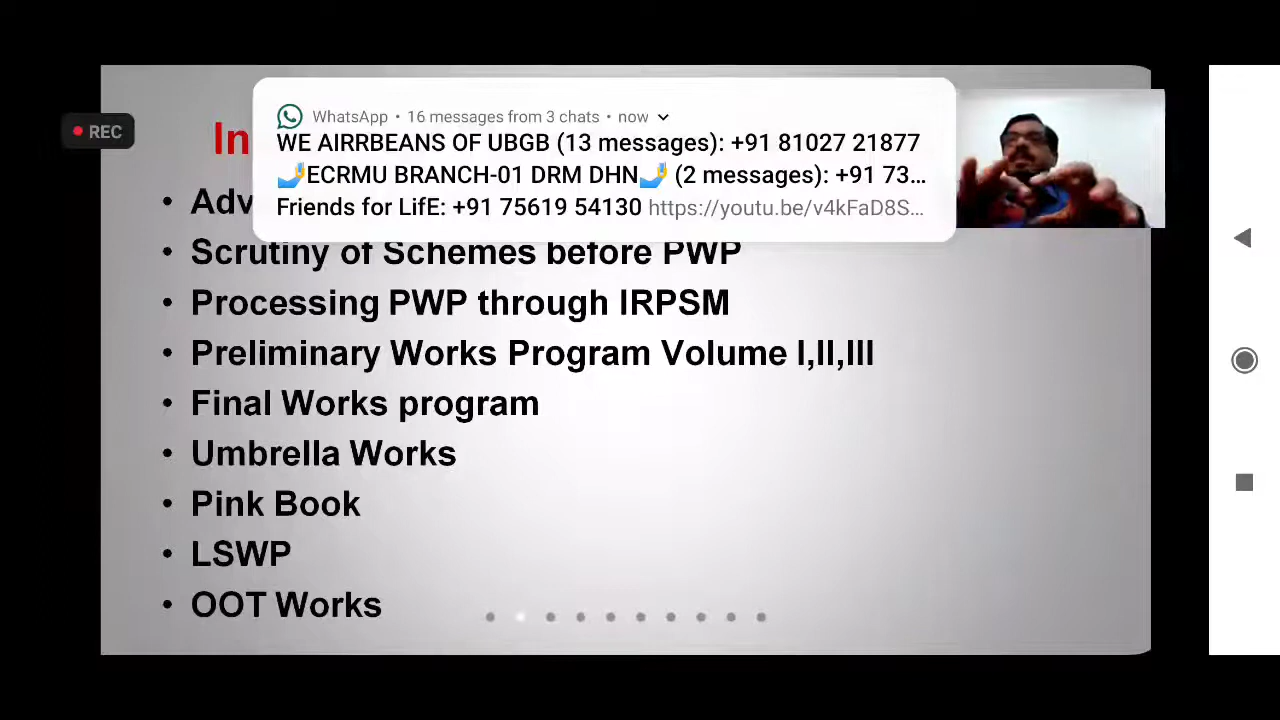 REC
WhatsApp • 16 messages from 3 chats • now
WE AIRRBEANS OF UBGB (13 messages): +91 81027 21877
🤳ECRMU BRANCH-01 DRM DHN🤳 (2 messages): +91 73...
Friends for LifE: +91 75619 54130 https://youtu.be/v4kFaD8S...
• Scrutiny of Schemes before PWP
• Processing PWP through IRPSM
• Preliminary Works Program Volume I,II,III
• Final Works program
• Umbrella Works
• Pink Book
• LSWP
• OOT Works